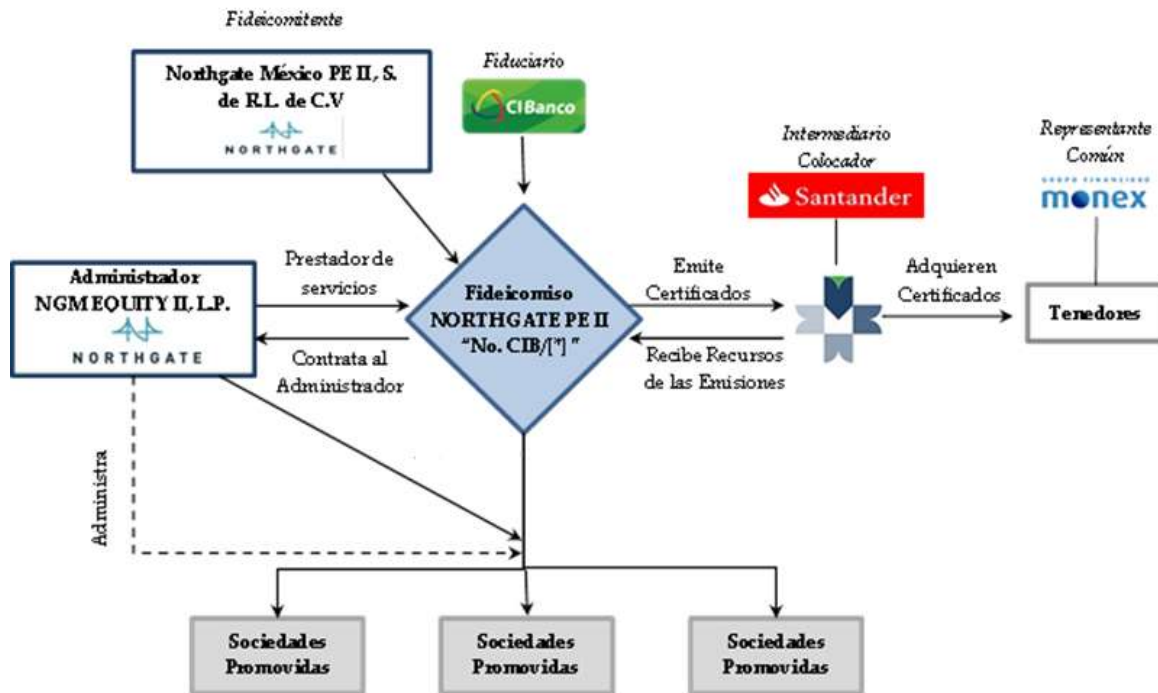 Fideicomitente
Northgate México PE II, S.
de R.L. de C.V
NORTHGATE
Fiduciario
CIBanco
Intermediario
Colocador
Santander
Representante
Común
GRUPO FINANCIERO
monex
Administrador
NGM EQUITY II, L.P.
NORTHGATE
Prestador de
servicios
Contrata al
Administrador
Fideicomiso
NORTHGATE PE II
“No. CIB/[*] ”
Emite
Certificados
Recibe Recursos
de las Emisiones
Adquieren
Certificados
Tenedores
Administra
Sociedades
Promovidas
Sociedades
Promovidas
Sociedades
Promovidas